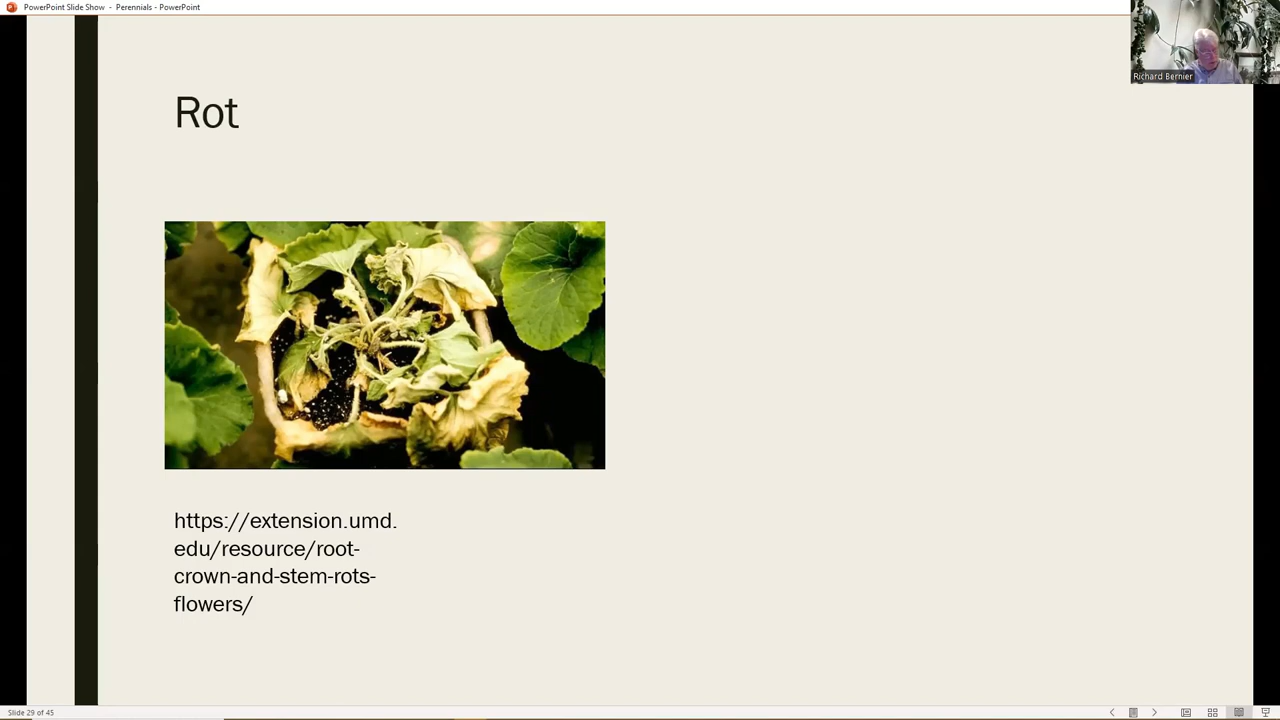 PowerPoint Slide Show - Perennials - PowerPoint
Richard Bernier
Rot
https://extension.umd.
edu/resource/root-
crown-and-stem-rots-
flowers/
Slide 29 of 45